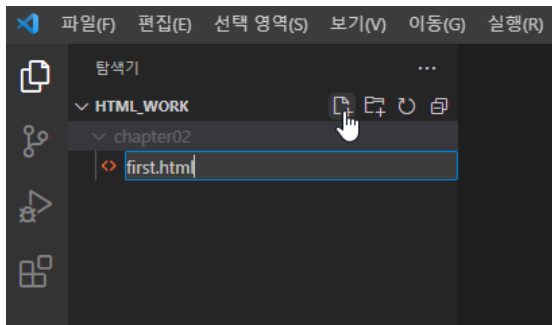 파일(F) 편집(E) 선택 영역(S) 보기(V) 이동(G) 실행(R)
탐색기
HTML_WORK
chapter02
first.html